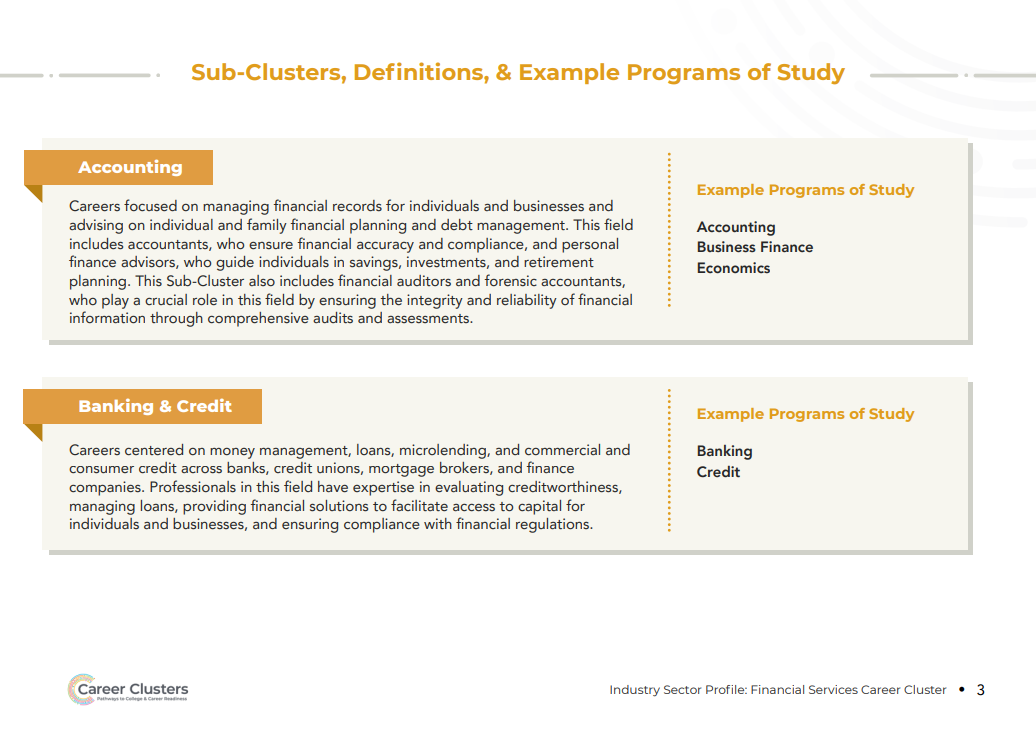 Sub-Clusters, Definitions, & Example Programs of Study
Accounting
Careers focused on managing financial records for individuals and businesses and
advising on individual and family financial planning and debt management. This field
includes accountants, who ensure financial accuracy and compliance, and personal
finance advisors, who guide individuals in savings, investments, and retirement
planning. This Sub-Cluster also includes financial auditors and forensic accountants,
who play a crucial role in this field by ensuring the integrity and reliability of financial
information through comprehensive audits and assessments.
Example Programs of Study
Accounting
Business Finance
Economics
Banking & Credit
Careers centered on money management, loans, microlending, and commercial and
consumer credit across banks, credit unions, mortgage brokers, and finance
companies. Professionals in this field have expertise in evaluating creditworthiness,
managing loans, providing financial solutions to facilitate access to capital for
individuals and businesses, and ensuring compliance with financial regulations.
Example Programs of Study
Banking
Credit
Career Clusters
Pathways to College & Career Readiness
Industry Sector Profile: Financial Services Career Cluster • 3